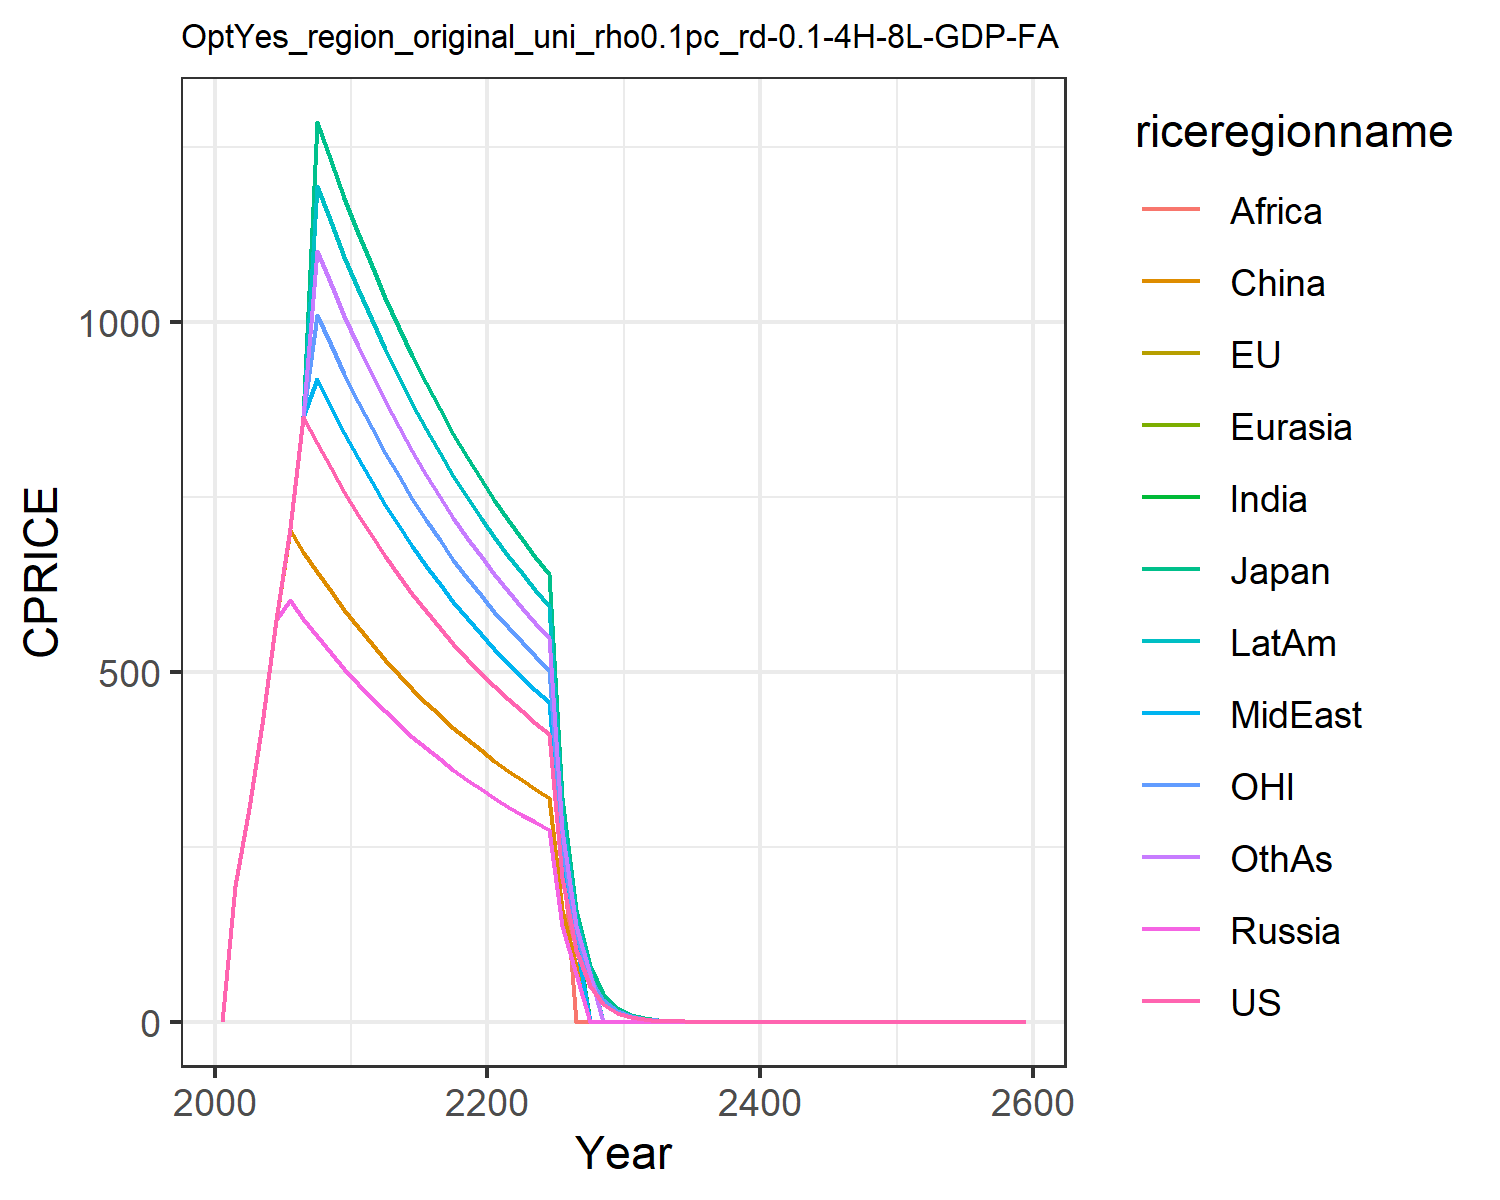 OptYes_region_original_uni_rho0.1pc_rd-0.1-4H-8L-GDP-FA
CPRICE
1000
500
0
2000 2200 2400 2600
Year
riceregionname
Africa
China
EU
Eurasia
India
Japan
LatAm
MidEast
OHI
OthAs
Russia
US